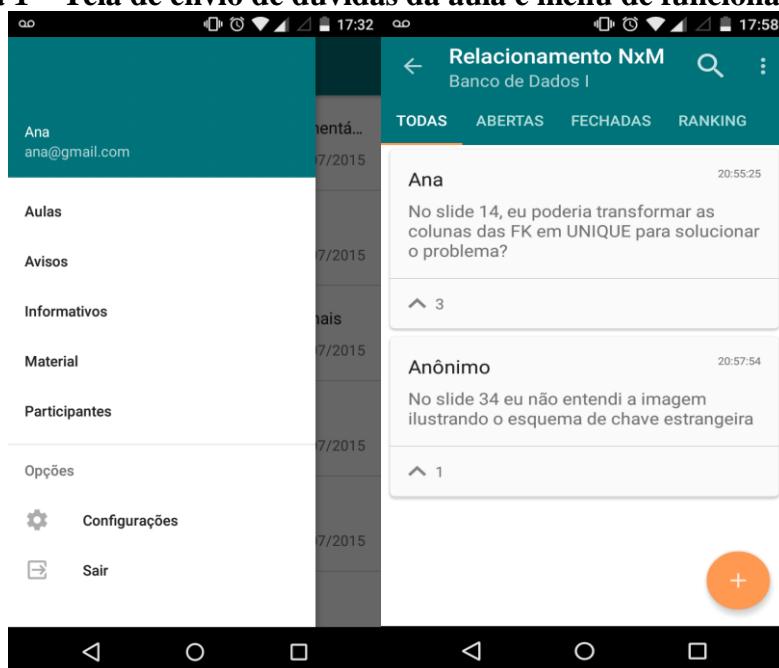 1 – Tela de envio de dúvidas da aula e menu de funciona
17:32
Ana
ana@gmail.com
Aulas
Avisos
Informativos
Material
Participantes
Opções
Configurações
Sair
7/2015
7/2015
ais
7/2015
7/2015
07/2015
17:58
Relacionamento NxM
Banco de Dados I
TODAS ABERTAS FECHADAS RANKING
Ana 20:55:25
No slide 14, eu poderia transformar as
colunas das FK em UNIQUE para solucionar
o problema?
3
Anônimo 20:57:54
No slide 34 eu não entendi a imagem
ilustrando o esquema de chave estrangeira
1